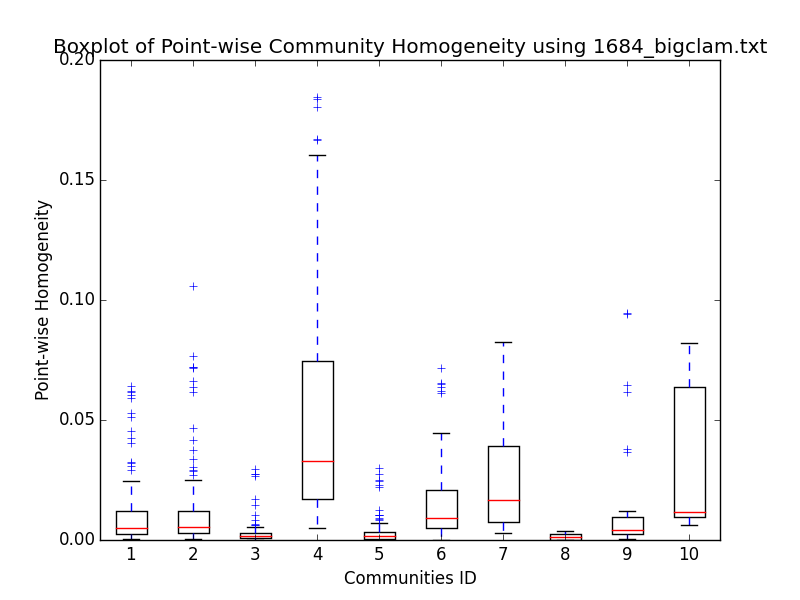 Boxplot of Point-wise Community Homogeneity using 1684_bigclam.txt
0.20
0.15
0.10
0.05
0.00
Point-wise Homogeneity
1 2 3 4 5 6 7 8 9 10
Communities ID